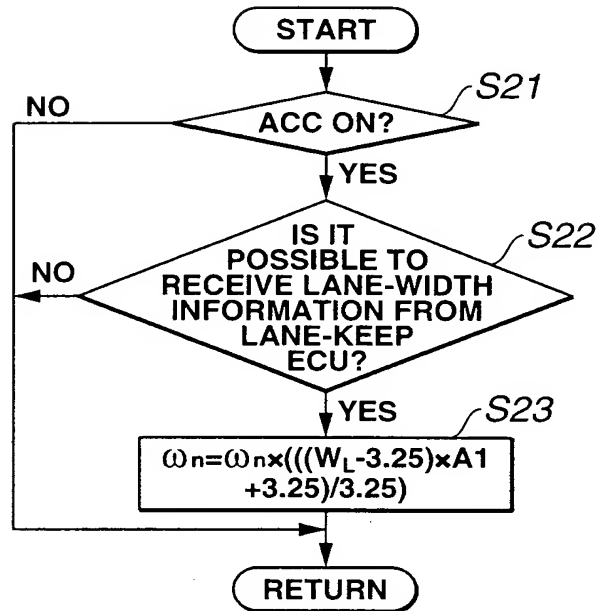 START
S21
NO
ACC ON?
YES
S22
IS IT
POSSIBLE TO
RECEIVE LANE-WIDTH
INFORMATION FROM
LANE-KEEP
ECU?
NO
YES
S23
ωn=ωn×(((WL-3.25)×A1
+3.25)/3.25)
RETURN